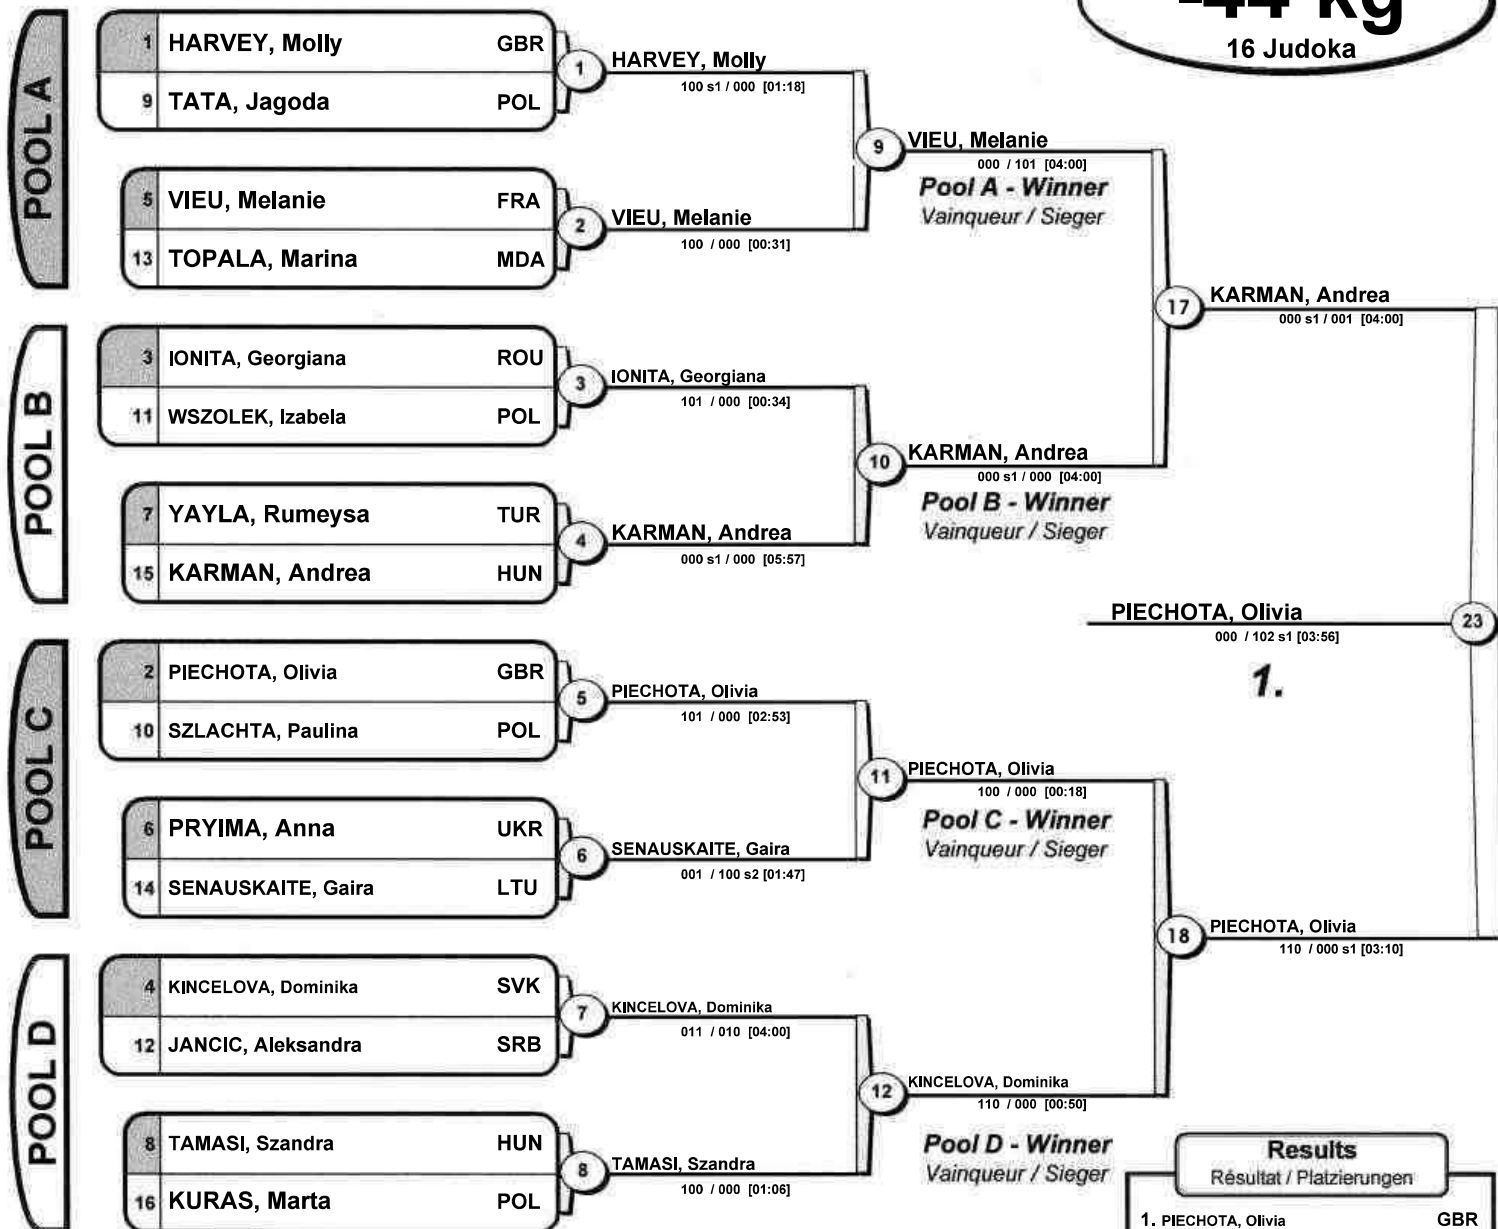 -44 kg
16 Judoka
POOL A
1 HARVEY, Molly GBR
9 TATA, Jagoda POL
5 VIEU, Melanie FRA
13 TOPALA, Marina MDA
1 HARVEY, Molly
100 s1 / 000 [01:18]
2 VIEU, Melanie
100 / 000 [00:31]
9 VIEU, Melanie
000 / 101 [04:00]
Pool A - Winner
Vainqueur / Sieger
POOL B
3 IONITA, Georgiana ROU
11 WSZOLEK, Izabela POL
7 YAYLA, Rumeysa TUR
15 KARMAN, Andrea HUN
3 IONITA, Georgiana
101 / 000 [00:34]
4 KARMAN, Andrea
000 s1 / 000 [05:57]
10 KARMAN, Andrea
000 s1 / 000 [04:00]
Pool B - Winner
Vainqueur / Sieger
17 KARMAN, Andrea
000 s1 / 001 [04:00]
PIECHOTA, Olivia 23
000 / 102 s1 [03:56]
1.
POOL C
2 PIECHOTA, Olivia GBR
10 SZLACHTA, Paulina POL
6 PRYIMA, Anna UKR
14 SENAUSKAITE, Gaira LTU
5 PIECHOTA, Olivia
101 / 000 [02:53]
6 SENAUSKAITE, Gaira
001 / 100 s2 [01:47]
11 PIECHOTA, Olivia
100 / 000 [00:18]
Pool C - Winner
Vainqueur / Sieger
18 PIECHOTA, Olivia
110 / 000 s1 [03:10]
POOL D
4 KINCELOVA, Dominika SVK
12 JANCIC, Aleksandra SRB
8 TAMASI, Szandra HUN
16 KURAS, Marta POL
7 KINCELOVA, Dominika
011 / 010 [04:00]
8 TAMASI, Szandra
100 / 000 [01:06]
12 KINCELOVA, Dominika
110 / 000 [00:50]
Pool D - Winner
Vainqueur / Sieger
Results
Résultat / Platzierungen
1. PIECHOTA, Olivia GBR